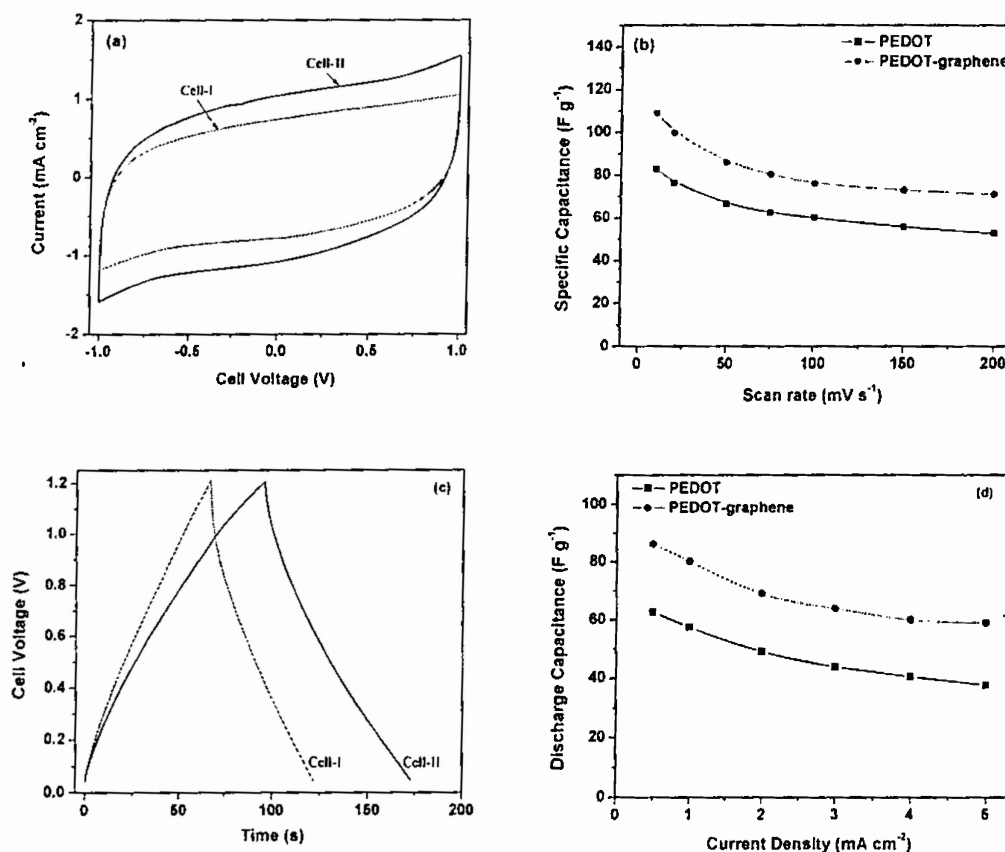 (a)
Cell-II
Cell-I
Current (mA cm-2)
2
1
0
-1
-2
-1.0 -0.5 0.0 0.5 1.0
Cell Voltage (V)
(b)
PEDOT
PEDOT-graphene
Specific Capacitance (F g-1)
140
120
100
80
60
40
20
0
0 50 100 150 200
Scan rate (mV s-1)
(c)
Cell-I
Cell-II
Cell Voltage (V)
1.2
1.0
0.8
0.6
0.4
0.2
0.0
0 50 100 150 200
Time (s)
PEDOT
PEDOT-graphene
(d)
Discharge Capacitance (F g-1)
100
80
60
40
20
0
0 1 2 3 4 5
Current Density (mA cm-2)